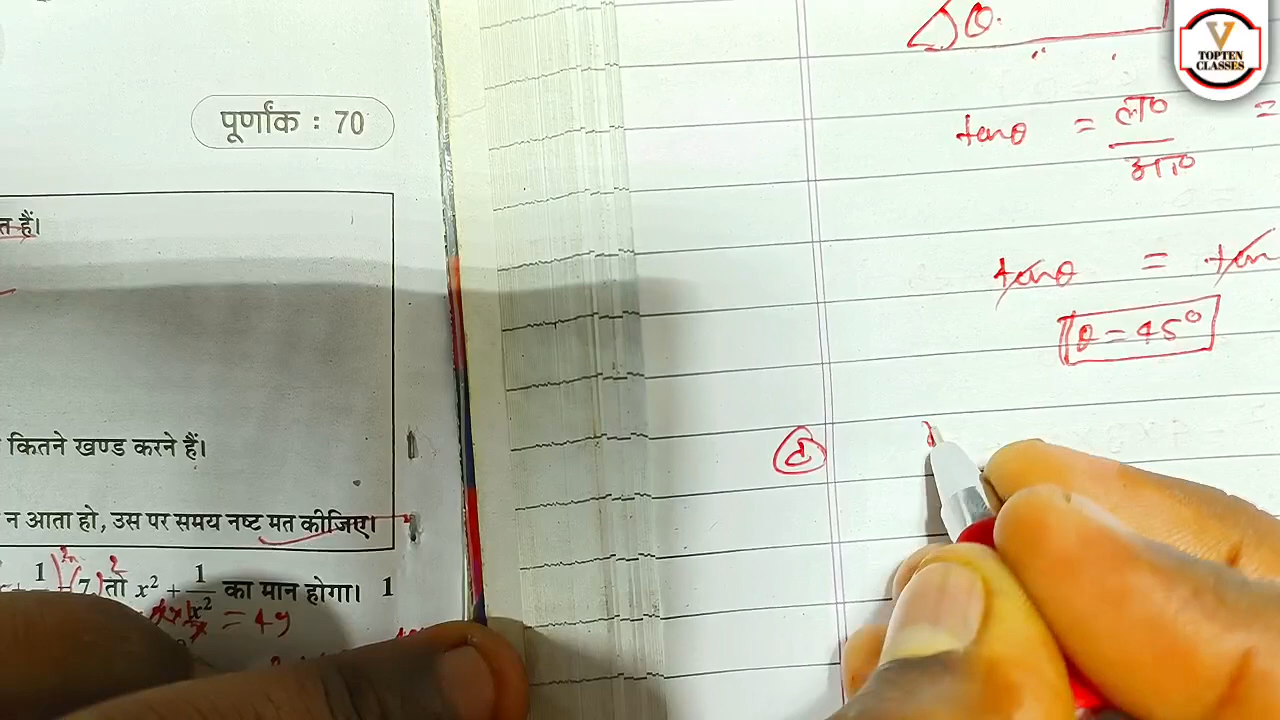 V
TOPTEN
CLASSES
पूर्णांक : 70
त हैं।
कितने खण्ड करने हैं।
न आता हो, उस पर समय नष्ट मत कीजिए।
1 7 तो x² + 1/x² का मान होगा। 1
= 49
θ
tanθ = ल० / आ० =
tanθ = tan
θ = 45°